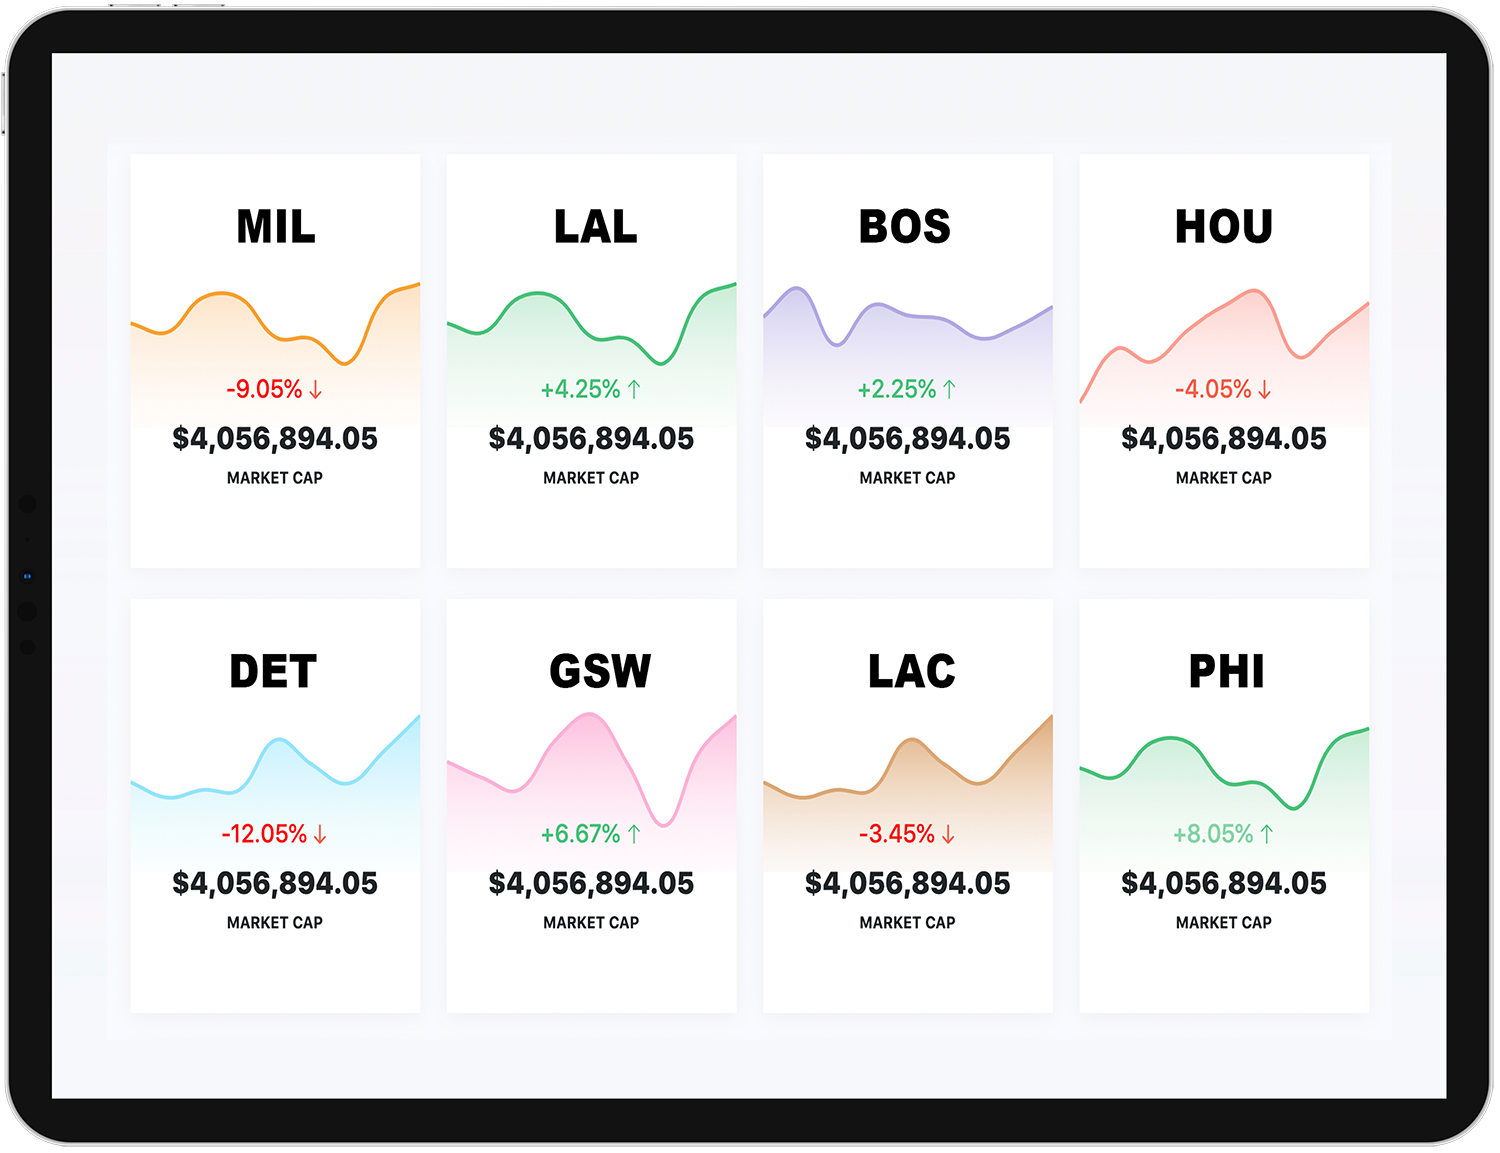 MIL
-9.05% ↓
$4,056,894.05
MARKET CAP
LAL
+4.25% ↑
$4,056,894.05
MARKET CAP
BOS
+2.25% ↑
$4,056,894.05
MARKET CAP
HOU
-4.05% ↓
$4,056,894.05
MARKET CAP
DET
-12.05% ↓
$4,056,894.05
MARKET CAP
GSW
+6.67% ↑
$4,056,894.05
MARKET CAP
LAC
-3.45% ↓
$4,056,894.05
MARKET CAP
PHI
+8.05% ↑
$4,056,894.05
MARKET CAP